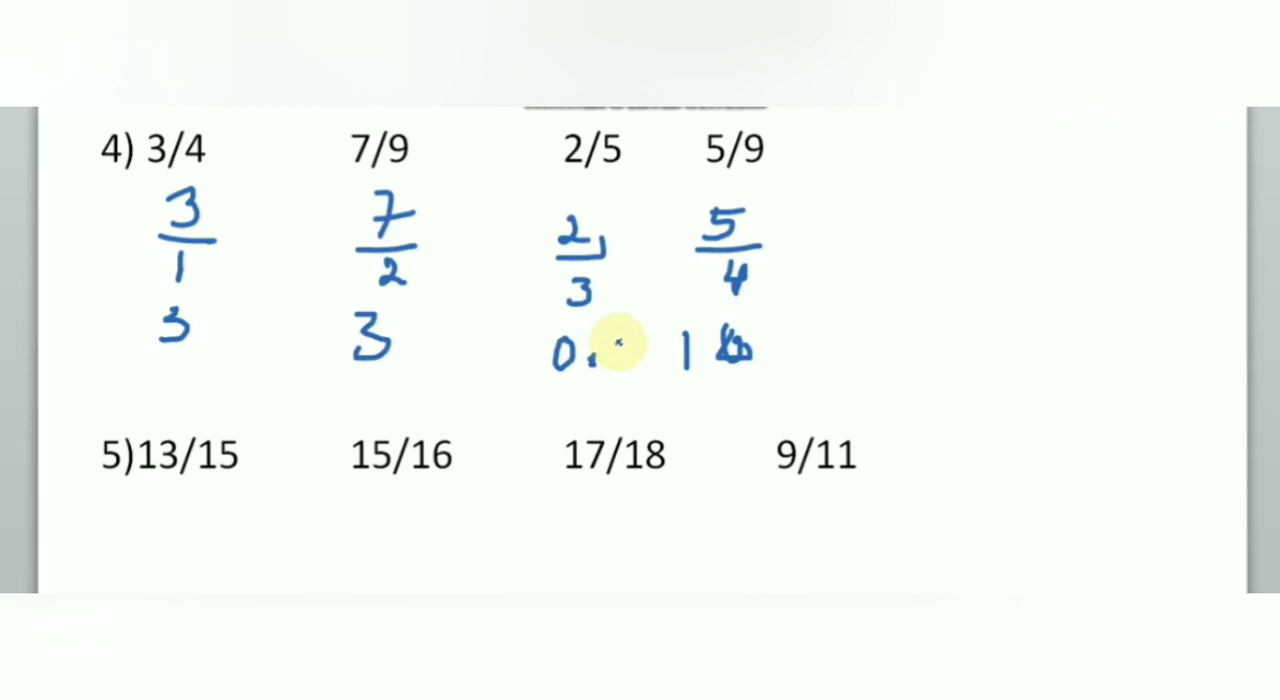 4) 3/4 7/9 2/5 5/9
3 7 2 5
1 2 3 4
3 3 0. 1
5)13/15 15/16 17/18 9/11